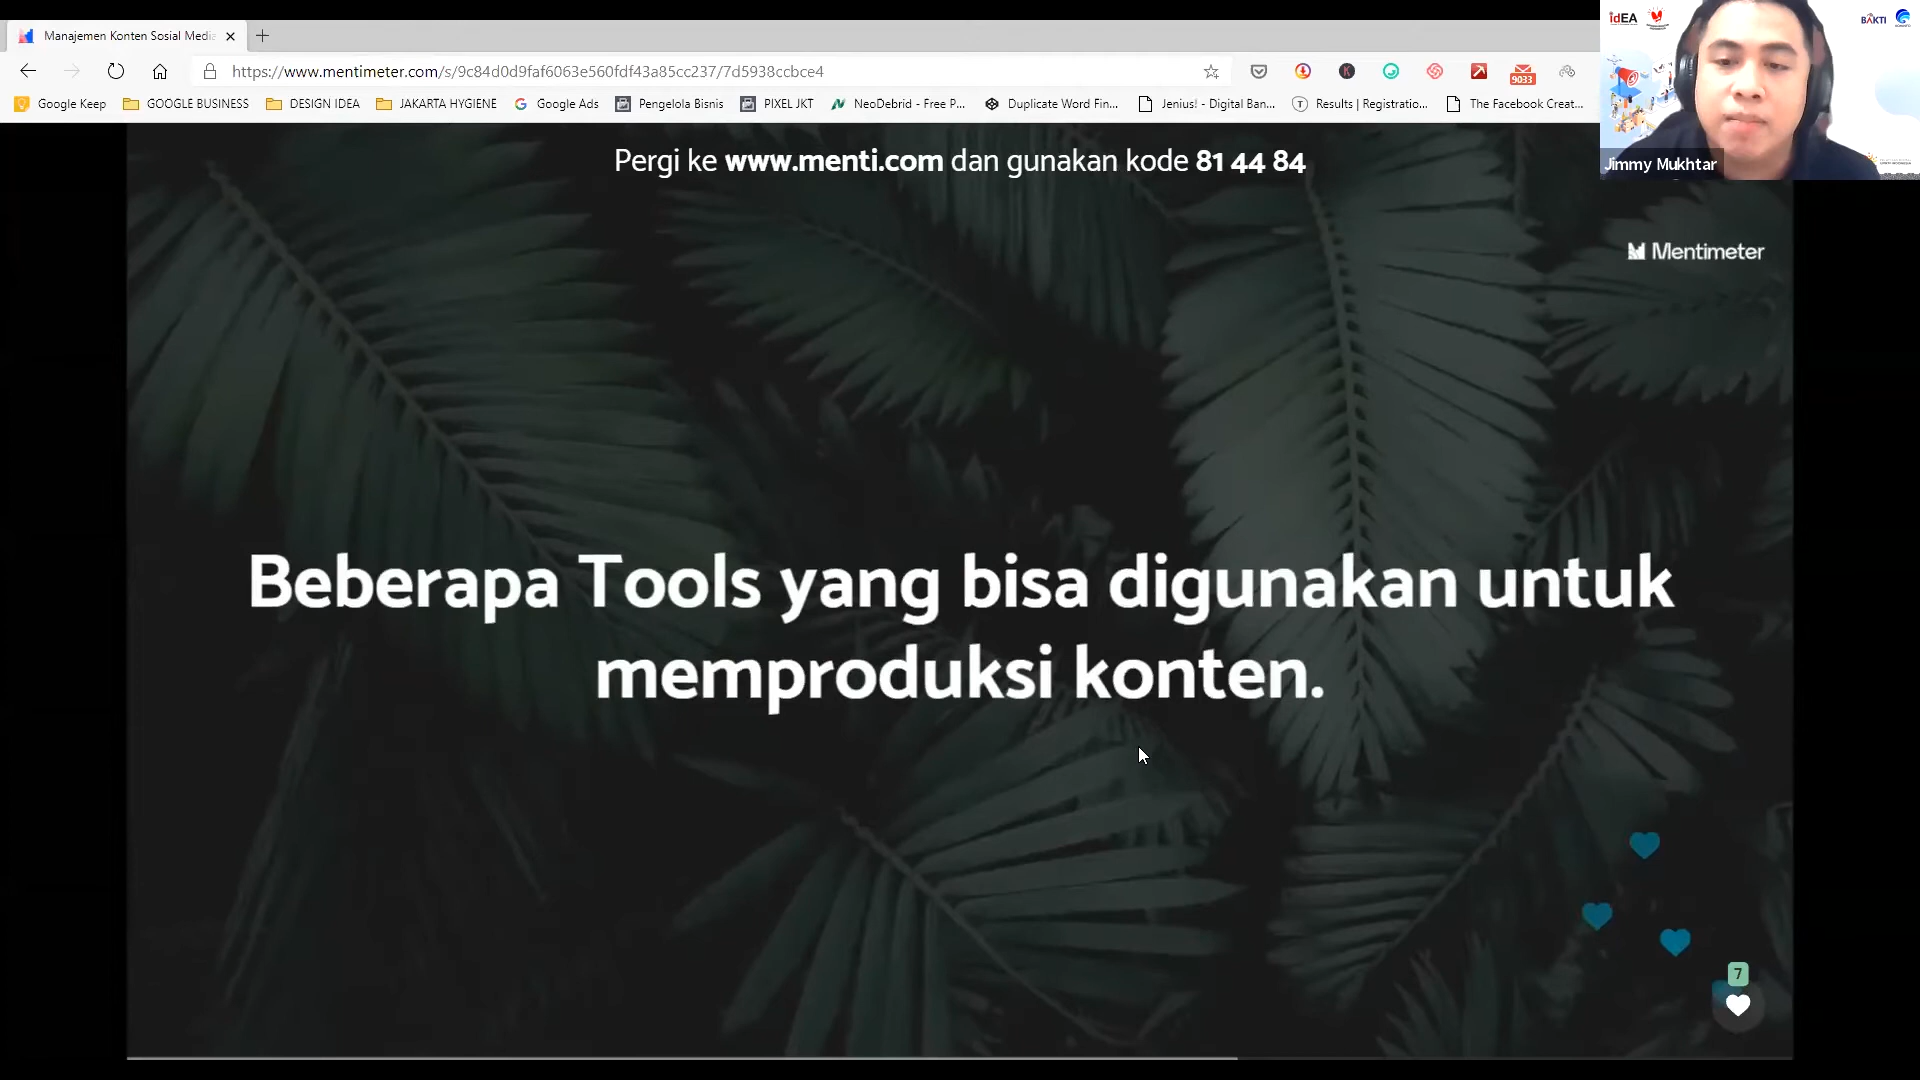 Manajemen Konten Sosial Media
https://www.mentimeter.com/s/9c84d0d9faf6063e560fdf43a85cc237/7d5938ccbce4
9033
Google Keep
GOOGLE BUSINESS
DESIGN IDEA
JAKARTA HYGIENE
Google Ads
Pengelola Bisnis
PIXEL JKT
NeoDebrid - Free P...
Duplicate Word Fin...
Jenius! - Digital Ban...
Results | Registratio...
The Facebook Creat...
idEA
BAKTI
Jimmy Mukhtar
Pergi ke www.menti.com dan gunakan kode 81 44 84
Mentimeter
Beberapa Tools yang bisa digunakan untuk
memproduksi konten.
7